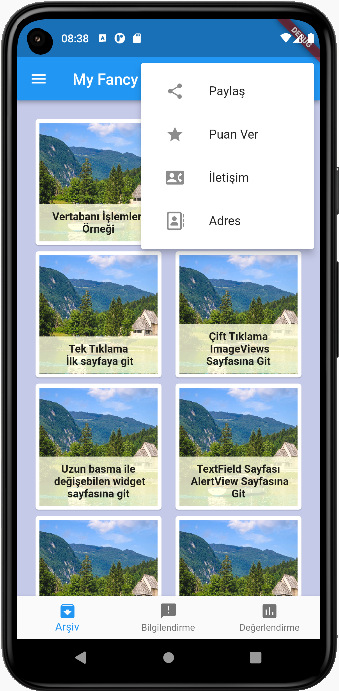 08:38
DEBUG
My Fancy
Paylaş
Puan Ver
İletişim
Adres
Vertabanı İşlemler
Örneği
Tek Tıklama
İlk sayfaya git
Çift Tıklama
ImageViews
Sayfasına Git
Uzun basma ile
değişebilen widget
sayfasına git
TextField Sayfası
AlertView Sayfasına
Git
Arşiv
Bilgilendirme
Değerlendirme